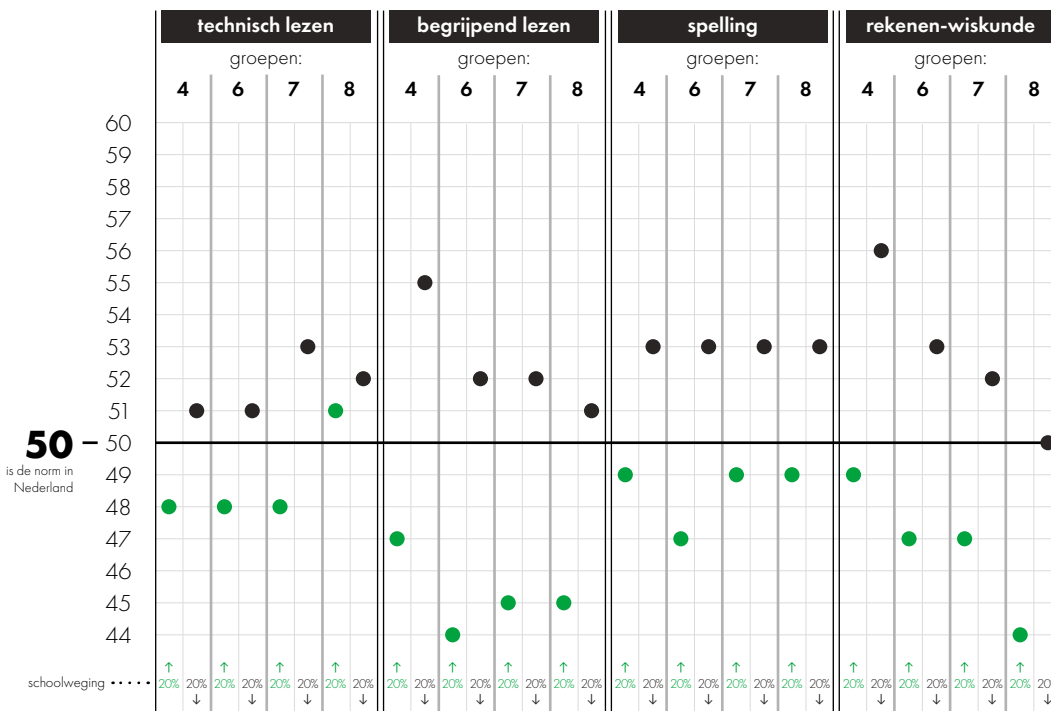 technisch lezen begrijpend lezen spelling rekenen-wiskunde
groepen: groepen: groepen: groepen:
4 6 7 8 4 6 7 8 4 6 7 8 4 6 7 8
60
59
58
57
56
55
54
53
52
51
50 – 50
is de norm in
Nederland
49
48
47
46
45
44
↑ ↑ ↑ ↑ ↑ ↑ ↑ ↑ ↑ ↑ ↑ ↑ ↑ ↑ ↑ ↑
schoolweging ····· 20% 20% 20% 20% 20% 20% 20% 20% 20% 20% 20% 20% 20% 20% 20% 20% 20% 20% 20% 20% 20% 20% 20% 20% 20% 20% 20% 20% 20% 20% 20% 20
↓ ↓ ↓ ↓ ↓ ↓ ↓ ↓ ↓ ↓ ↓ ↓ ↓ ↓ ↓ ↓